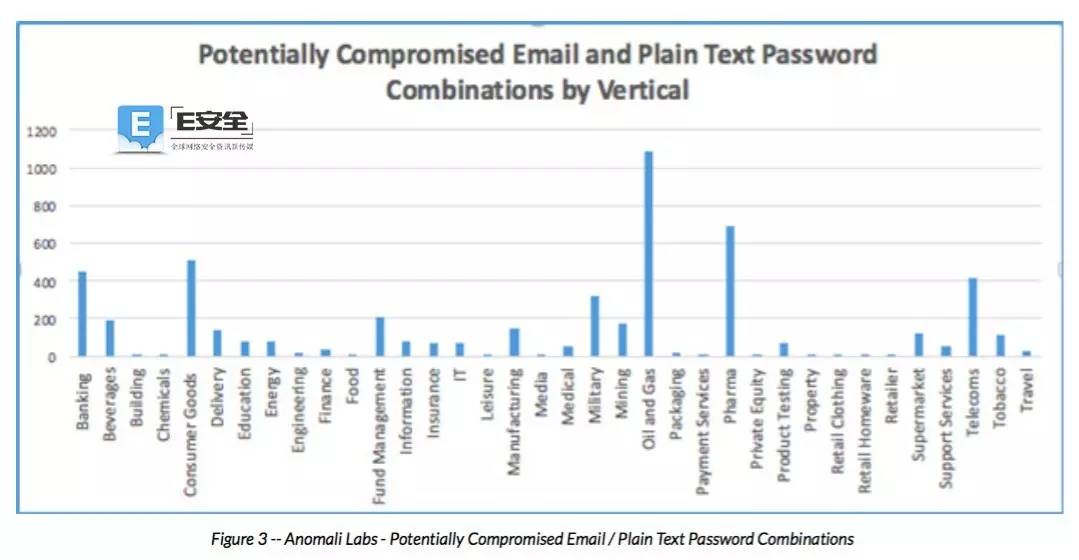 Potentially Compromised Email and Plain Text Password
Combinations by Vertical
E
「E安全」
全球网络安全资讯新传媒
1200
1000
800
600
400
200
0
Banking
Beverages
Building
Chemicals
Consumer Goods
Delivery
Education
Energy
Engineering
Finance
Food
Fund Management
Information
Insurance
IT
Leisure
Manufacturing
Media
Medical
Military
Mining
Oil and Gas
Packaging
Payment Services
Pharma
Private Equity
Product Testing
Property
Retail Clothing
Retail Homeware
Retailer
Supermarket
Support Services
Telecoms
Tobacco
Travel
Figure 3 -- Anomali Labs - Potentially Compromised Email / Plain Text Password Combinations